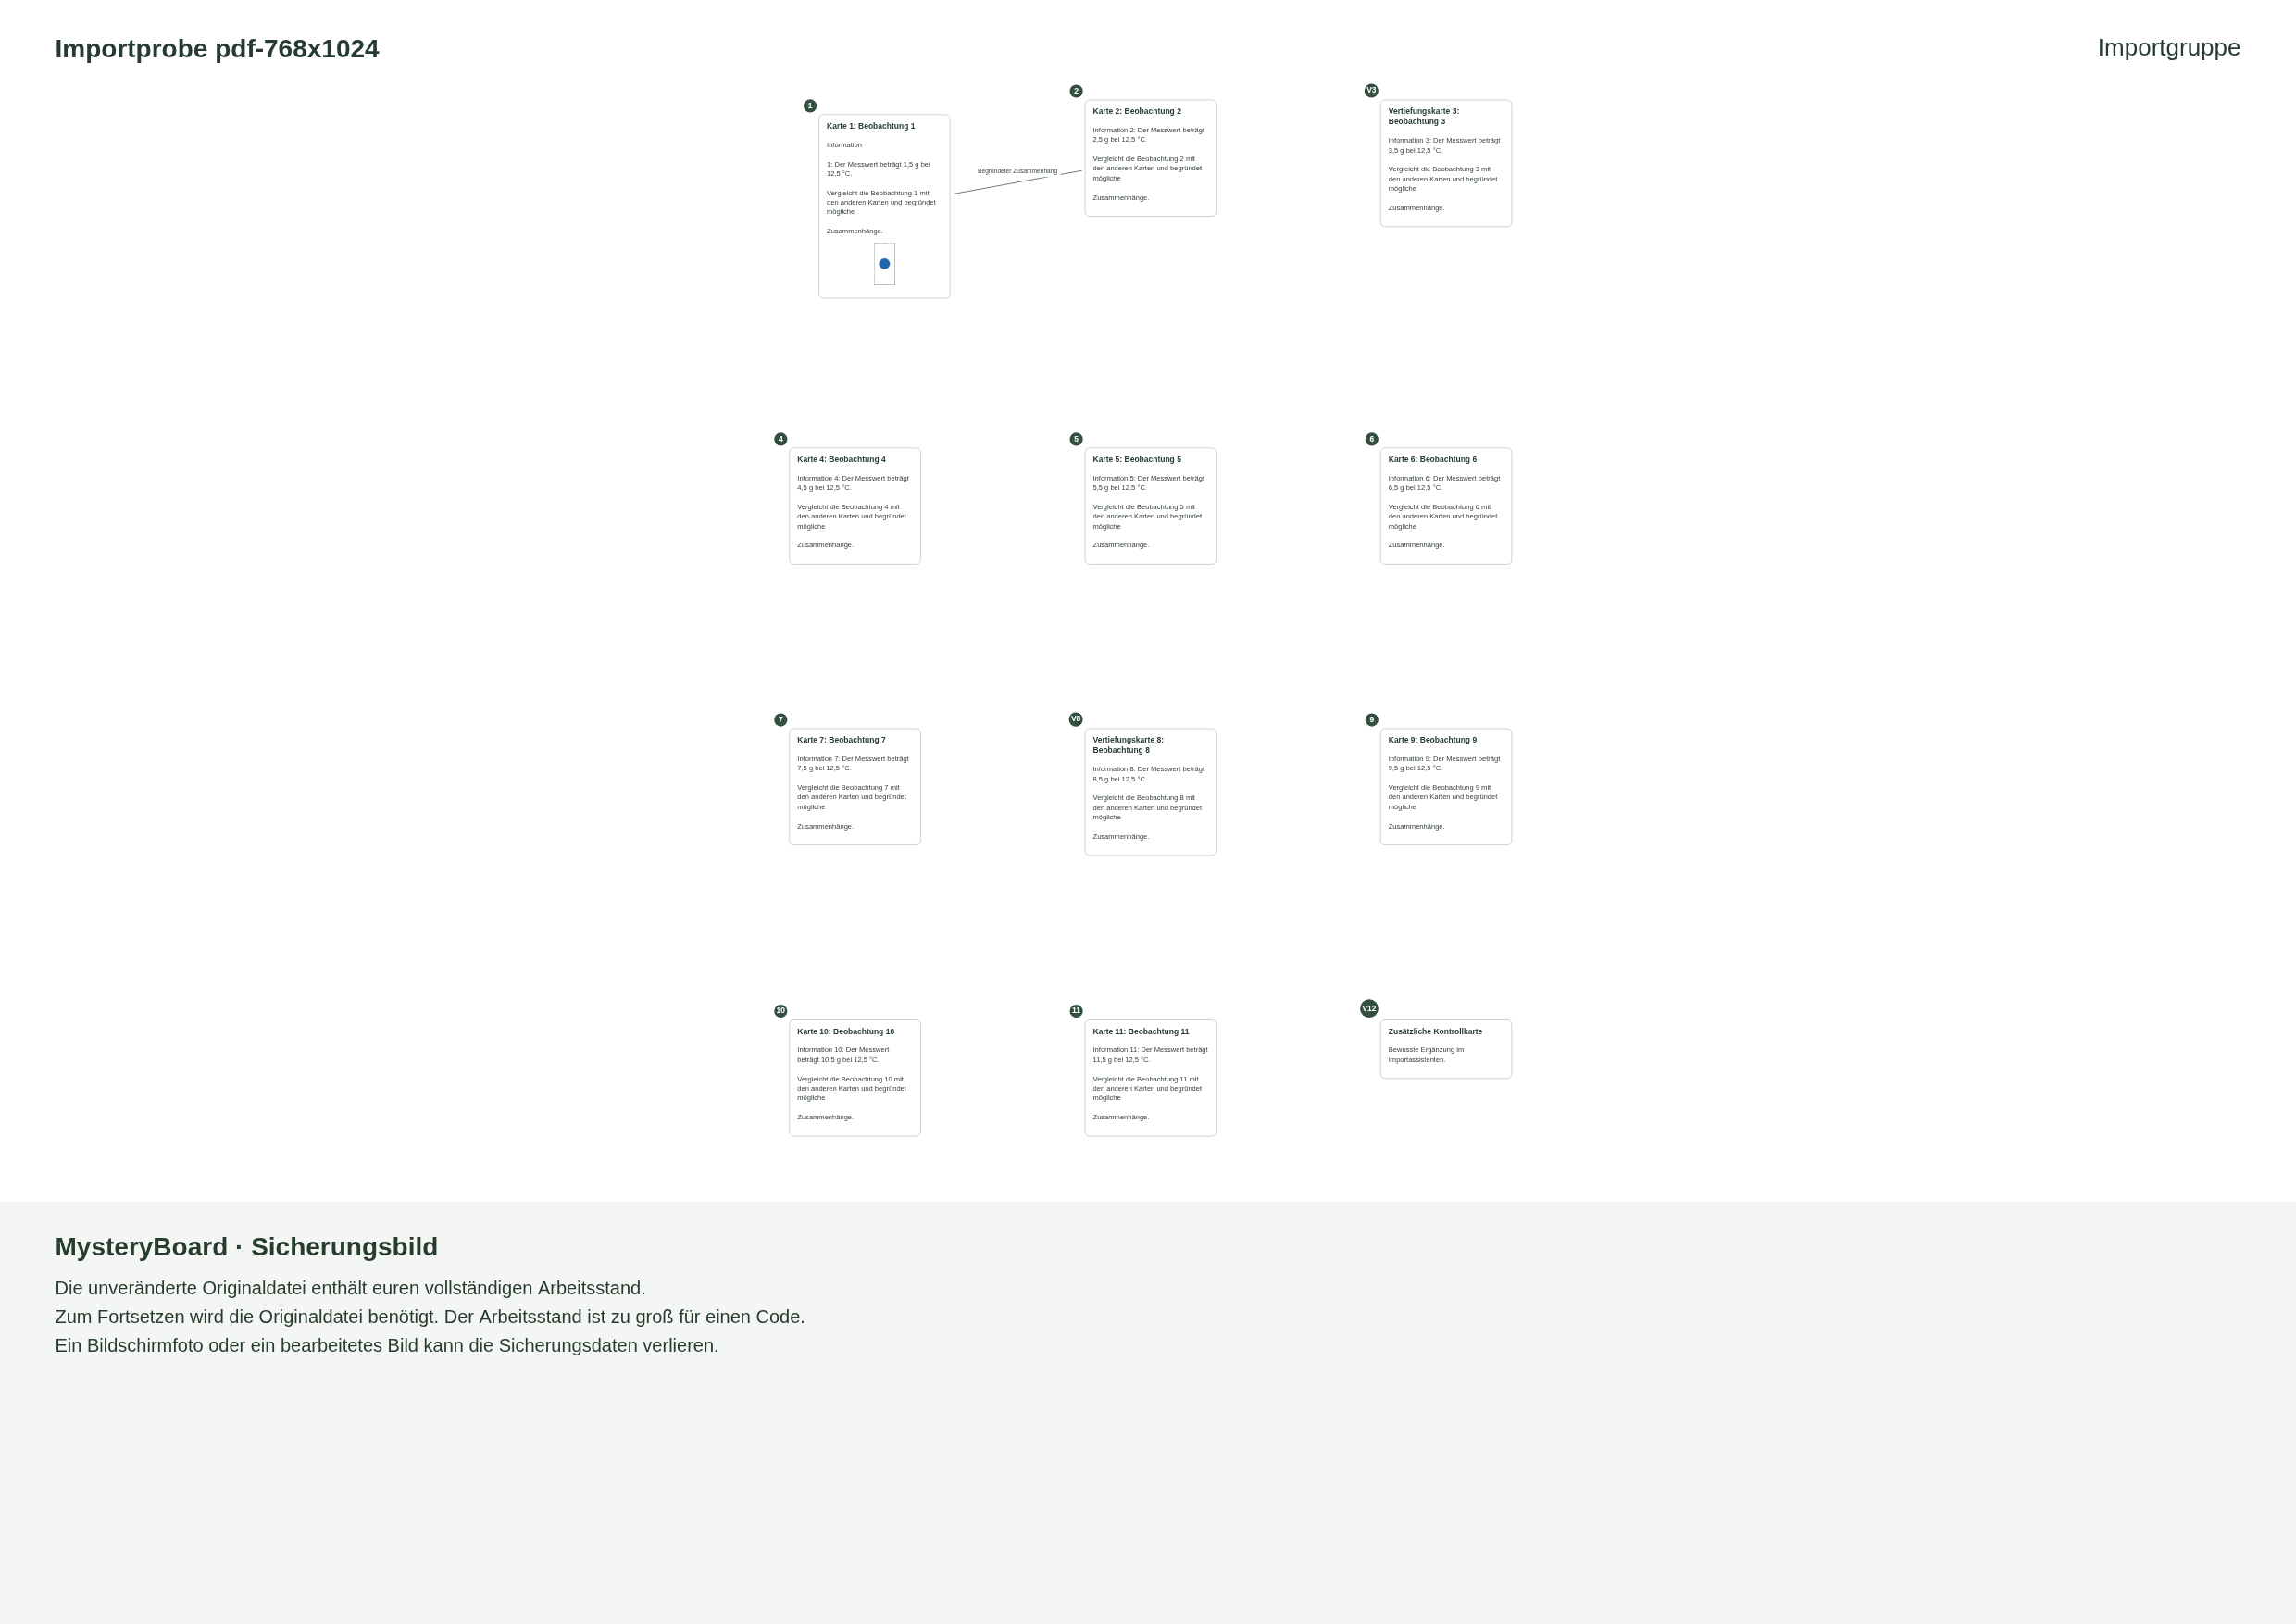 Importprobe pdf-768x1024
Importgruppe
1
Karte 1: Beobachtung 1
Information
1: Der Messwert beträgt 1,5 g bei
12,5 °C.
Vergleicht die Beobachtung 1 mit
den anderen Karten und begründet
mögliche
Zusammenhänge.
Begründeter Zusammenhang
2
Karte 2: Beobachtung 2
Information 2: Der Messwert beträgt
2,5 g bei 12,5 °C.
Vergleicht die Beobachtung 2 mit
den anderen Karten und begründet
mögliche
Zusammenhänge.
V3
Vertiefungskarte 3:
Beobachtung 3
Information 3: Der Messwert beträgt
3,5 g bei 12,5 °C.
Vergleicht die Beobachtung 3 mit
den anderen Karten und begründet
mögliche
Zusammenhänge.
4
Karte 4: Beobachtung 4
Information 4: Der Messwert beträgt
4,5 g bei 12,5 °C.
Vergleicht die Beobachtung 4 mit
den anderen Karten und begründet
mögliche
Zusammenhänge.
5
Karte 5: Beobachtung 5
Information 5: Der Messwert beträgt
5,5 g bei 12,5 °C.
Vergleicht die Beobachtung 5 mit
den anderen Karten und begründet
mögliche
Zusammenhänge.
6
Karte 6: Beobachtung 6
Information 6: Der Messwert beträgt
6,5 g bei 12,5 °C.
Vergleicht die Beobachtung 6 mit
den anderen Karten und begründet
mögliche
Zusammenhänge.
7
Karte 7: Beobachtung 7
Information 7: Der Messwert beträgt
7,5 g bei 12,5 °C.
Vergleicht die Beobachtung 7 mit
den anderen Karten und begründet
mögliche
Zusammenhänge.
V8
Vertiefungskarte 8:
Beobachtung 8
Information 8: Der Messwert beträgt
8,5 g bei 12,5 °C.
Vergleicht die Beobachtung 8 mit
den anderen Karten und begründet
mögliche
Zusammenhänge.
9
Karte 9: Beobachtung 9
Information 9: Der Messwert beträgt
9,5 g bei 12,5 °C.
Vergleicht die Beobachtung 9 mit
den anderen Karten und begründet
mögliche
Zusammenhänge.
10
Karte 10: Beobachtung 10
Information 10: Der Messwert
beträgt 10,5 g bei 12,5 °C.
Vergleicht die Beobachtung 10 mit
den anderen Karten und begründet
mögliche
Zusammenhänge.
11
Karte 11: Beobachtung 11
Information 11: Der Messwert beträgt
11,5 g bei 12,5 °C.
Vergleicht die Beobachtung 11 mit
den anderen Karten und begründet
mögliche
Zusammenhänge.
V12
Zusätzliche Kontrollkarte
Bewusste Ergänzung im
Importassistenten.
MysteryBoard · Sicherungsbild
Die unveränderte Originaldatei enthält euren vollständigen Arbeitsstand.
Zum Fortsetzen wird die Originaldatei benötigt. Der Arbeitsstand ist zu groß für einen Code.
Ein Bildschirmfoto oder ein bearbeitetes Bild kann die Sicherungsdaten verlieren.